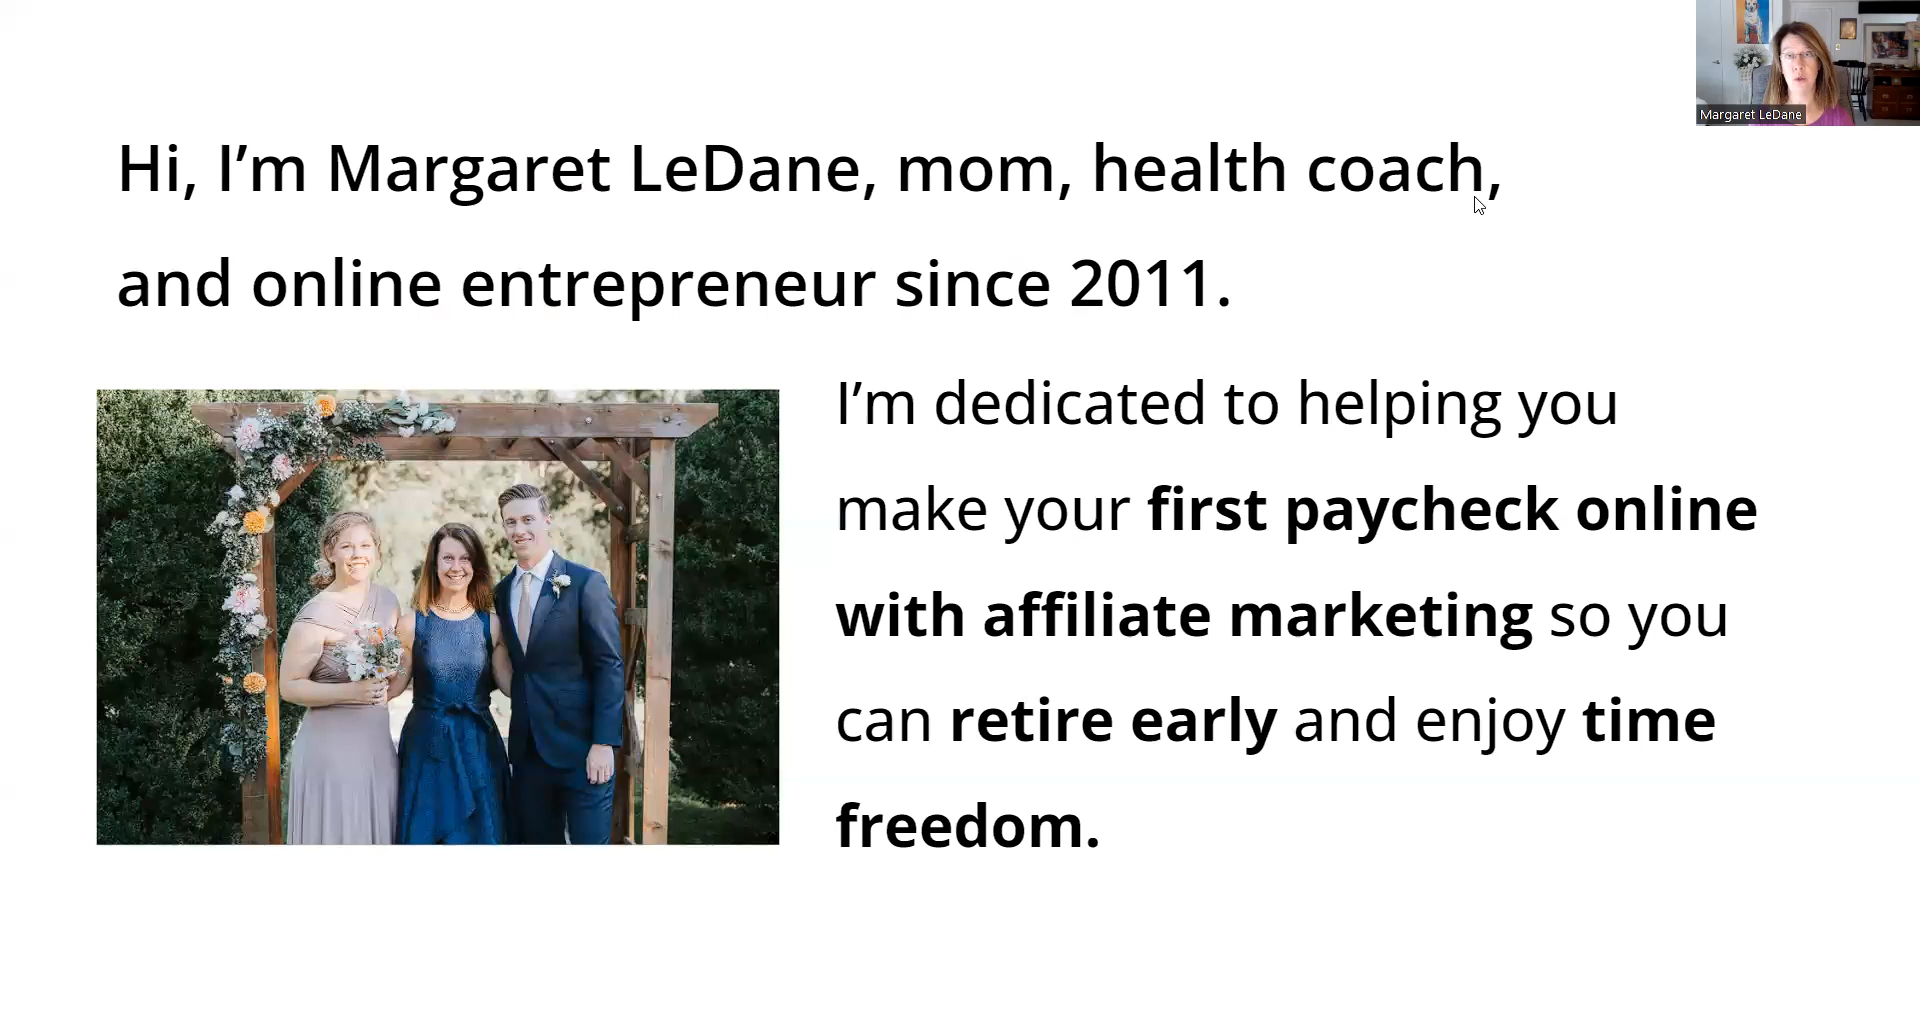 Margaret LeDane
Hi, I’m Margaret LeDane, mom, health coach,
and online entrepreneur since 2011.
I’m dedicated to helping you
make your first paycheck online
with affiliate marketing so you
can retire early and enjoy time
freedom.